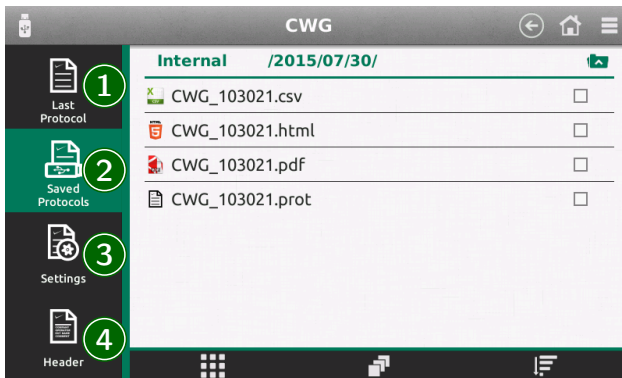 CWG
1
Last
Protocol
2
Saved
Protocols
3
Settings
4
Header
Internal /2015/07/30/
CWG_103021.csv
CWG_103021.html
CWG_103021.pdf
CWG_103021.prot